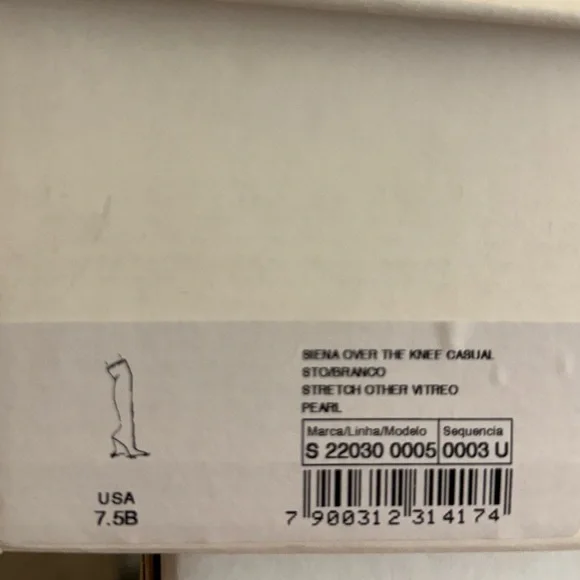 SIENA OVER THE KNEE CASUAL
STO/BRANCO
STRETCH OTHER VITREO
PEARL
Marca/Linha/Modelo Sequencia
S 22030 0005 0003 U
USA
7.5B
7 900312 314174